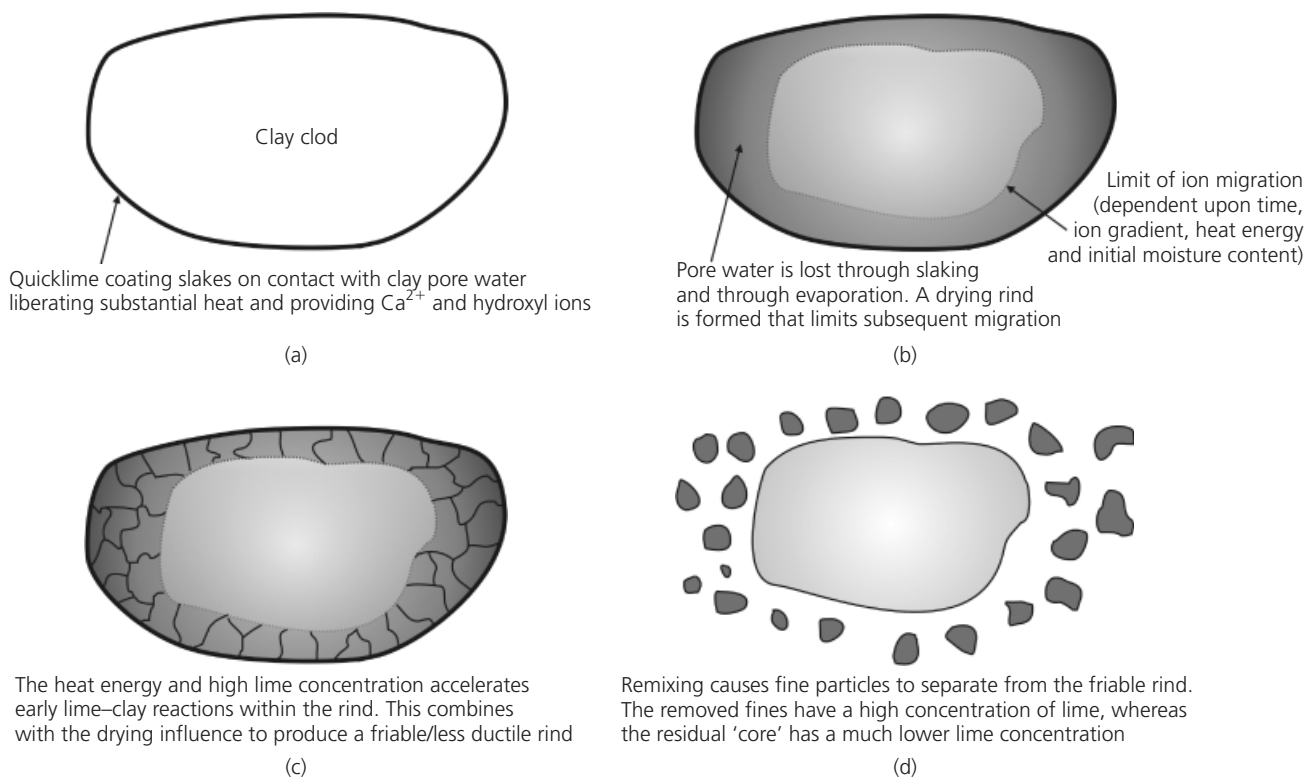 Clay clod
Quicklime coating slakes on contact with clay pore water
liberating substantial heat and providing Ca²⁺ and hydroxyl ions
(a)
Limit of ion migration
(dependent upon time,
ion gradient, heat energy
and initial moisture content)
Pore water is lost through slaking
and through evaporation. A drying rind
is formed that limits subsequent migration
(b)
The heat energy and high lime concentration accelerates
early lime–clay reactions within the rind. This combines
with the drying influence to produce a friable/less ductile rind
(c)
Remixing causes fine particles to separate from the friable rind.
The removed fines have a high concentration of lime, whereas
the residual ‘core’ has a much lower lime concentration
(d)